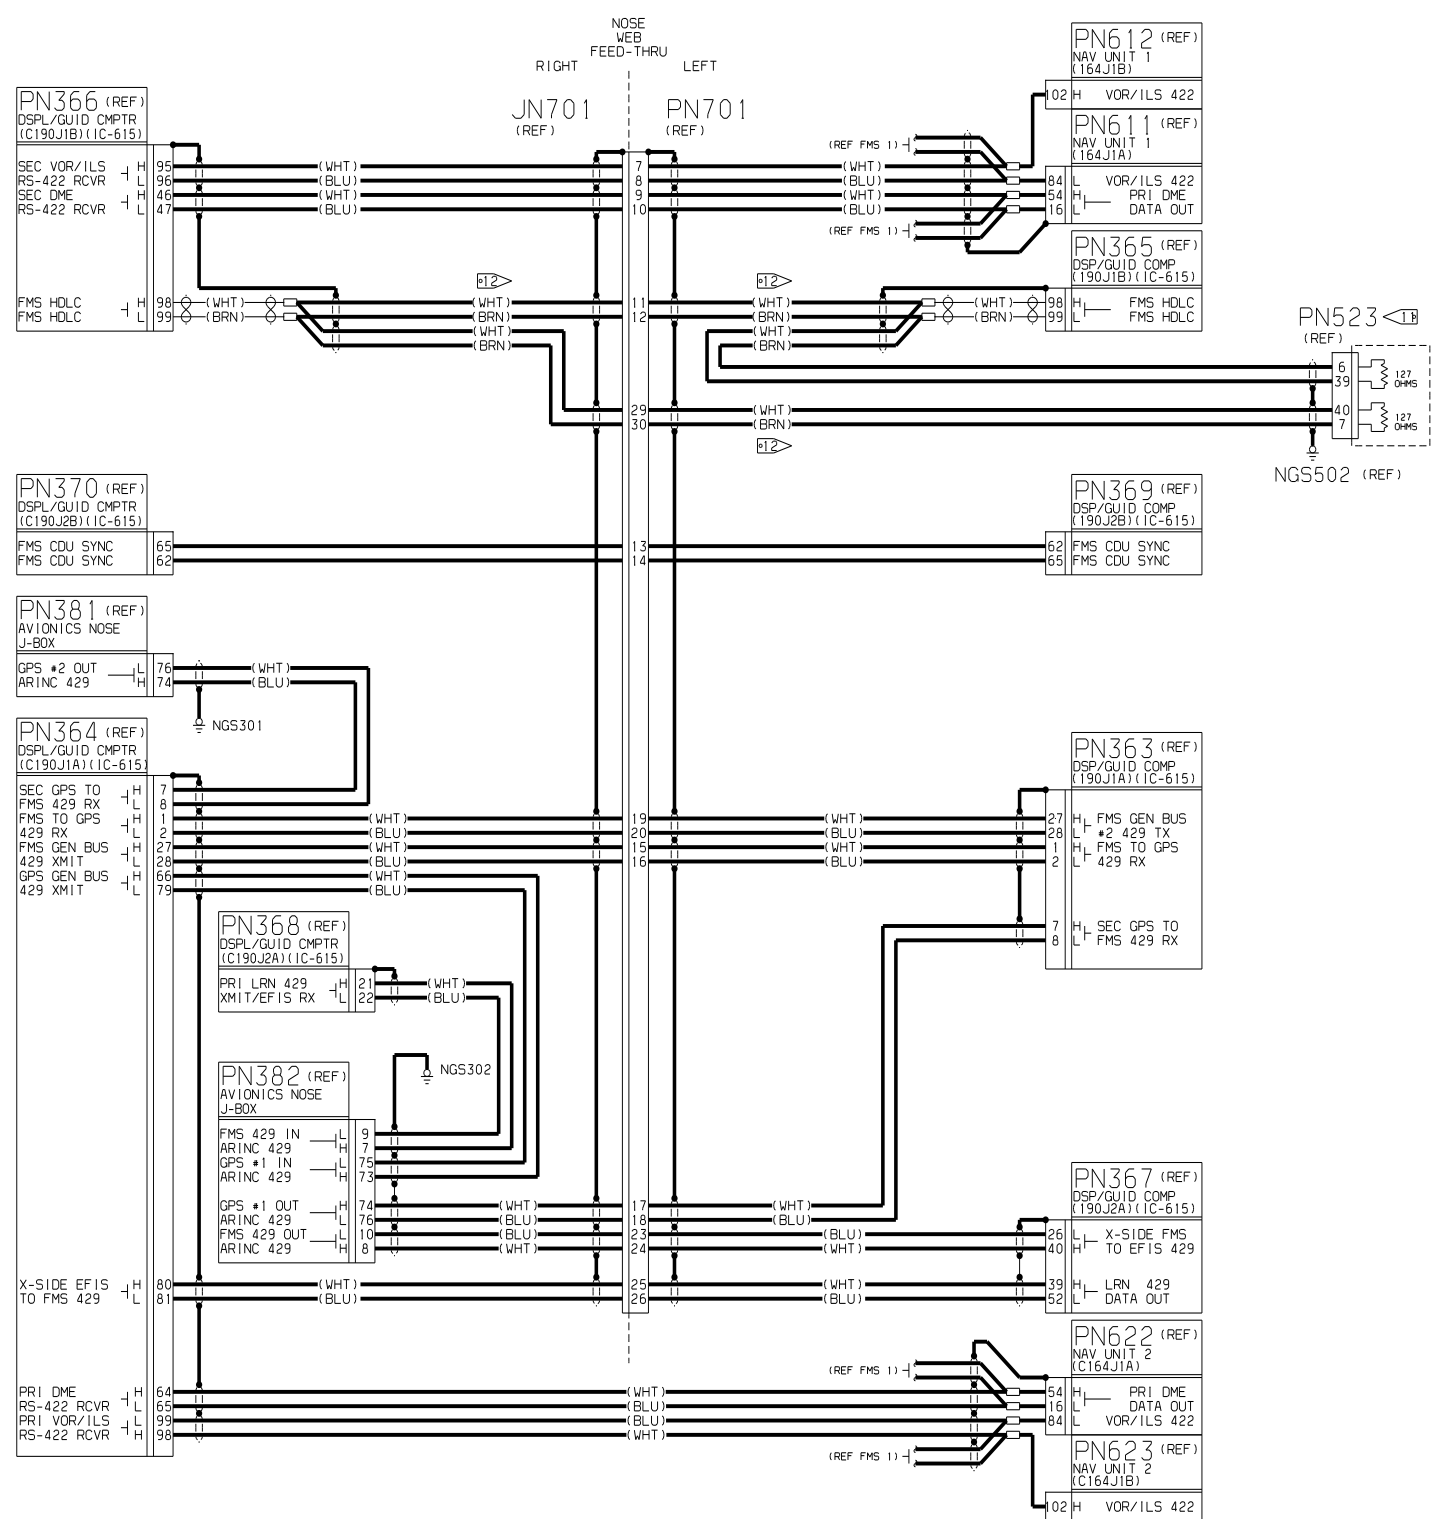 NOSE
WEB
FEED-THRU
RIGHT LEFT
JN701
(REF)
PN701
(REF)
PN366 (REF)
DSPL/GUID CMPTR
(C190J1B)(IC-615)
SEC VOR/ILS H 95
RS-422 RCVR L 96
SEC DME H 46
RS-422 RCVR L 47
FMS HDLC H 98
FMS HDLC L 99
(WHT) 7 (WHT)
(BLU) 8 (BLU)
(WHT) 9 (WHT)
(BLU) 10 (BLU)
(REF FMS 1)
(REF FMS 1)
12
12
(WHT) (WHT) 11 (WHT) (WHT)
(BRN) (BRN) 12 (BRN) (BRN)
(WHT) (WHT)
(BRN) (BRN)
29 (WHT)
30 (BRN)
12
PN612 (REF)
NAV UNIT 1
(164J1B)
102 H VOR/ILS 422
PN611 (REF)
NAV UNIT 1
(164J1A)
84 L VOR/ILS 422
54 H PRI DME
16 L DATA OUT
PN365 (REF)
DSP/GUID COMP
(190J1B)(IC-615)
98 H FMS HDLC
99 L FMS HDLC
PN523 11
(REF)
6
39
127
OHMS
40
7
127
OHMS
NGS502 (REF)
PN370 (REF)
DSPL/GUID CMPTR
(C190J2B)(IC-615)
FMS CDU SYNC 65
FMS CDU SYNC 62
13
14
PN369 (REF)
DSP/GUID COMP
(190J2B)(IC-615)
62 FMS CDU SYNC
65 FMS CDU SYNC
PN381 (REF)
AVIONICS NOSE
J-BOX
GPS #2 OUT L 76 (WHT)
ARINC 429 H 74 (BLU)
NGS301
PN364 (REF)
DSPL/GUID CMPTR
(C190J1A)(IC-615)
SEC GPS TO H 7
FMS 429 RX L 8
FMS TO GPS H 1 (WHT) 19 (WHT)
429 RX L 2 (BLU) 20 (BLU)
FMS GEN BUS H 27 (WHT) 15 (WHT)
429 XMIT L 28 (BLU) 16 (BLU)
GPS GEN BUS H 66 (WHT)
429 XMIT L 79 (BLU)
PN363 (REF)
DSP/GUID COMP
(190J1A)(IC-615)
27 H FMS GEN BUS
28 L #2 429 TX
1 H FMS TO GPS
2 L 429 RX
7 H SEC GPS TO
8 L FMS 429 RX
PN368 (REF)
DSPL/GUID CMPTR
(C190J2A)(IC-615)
PRI LRN 429 H 21 (WHT)
XMIT/EFIS RX L 22 (BLU)
NGS302
PN382 (REF)
AVIONICS NOSE
J-BOX
FMS 429 IN L 9
ARINC 429 H 7
GPS #1 IN L 75
ARINC 429 H 73
GPS #1 OUT H 74 (WHT) 17 (WHT)
ARINC 429 L 76 (BLU) 18 (BLU)
FMS 429 OUT L 10 (BLU) 23 (BLU)
ARINC 429 H 8 (WHT) 24 (WHT)
PN367 (REF)
DSP/GUID COMP
(190J2A)(IC-615)
26 L X-SIDE FMS
40 H TO EFIS 429
39 H LRN 429
52 L DATA OUT
X-SIDE EFIS H 80 (WHT) 25 (WHT)
TO FMS 429 L 81 (BLU) 26 (BLU)
PN622 (REF)
NAV UNIT 2
(C164J1A)
(REF FMS 1)
PRI DME H 64 (WHT) 54 H PRI DME
RS-422 RCVR L 65 (BLU) 16 L DATA OUT
PRI VOR/ILS L 99 (BLU) 84 L VOR/ILS 422
RS-422 RCVR H 98 (WHT)
(REF FMS 1)
PN623 (REF)
NAV UNIT 2
(C164J1B)
102 H VOR/ILS 422